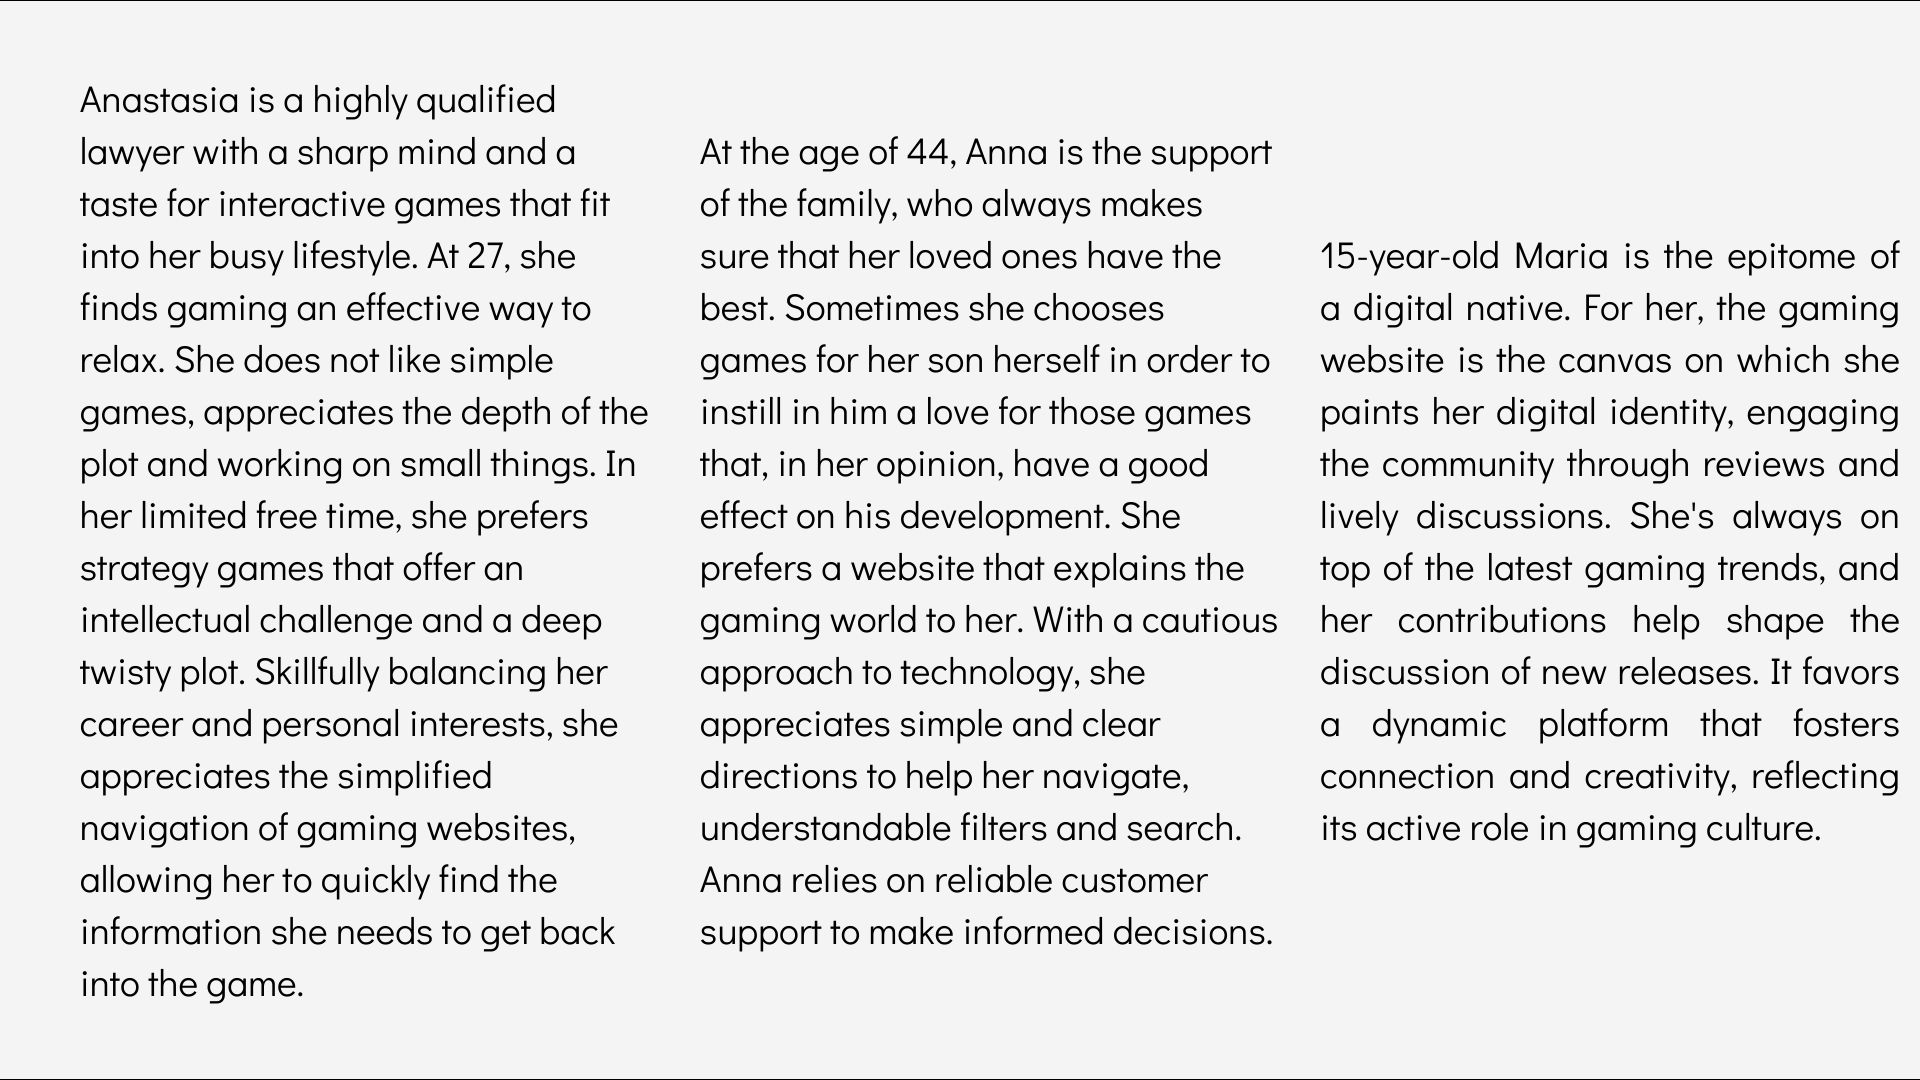 Anastasia is a highly qualified
lawyer with a sharp mind and a
taste for interactive games that fit
into her busy lifestyle. At 27, she
finds gaming an effective way to
relax. She does not like simple
games, appreciates the depth of the
plot and working on small things. In
her limited free time, she prefers
strategy games that offer an
intellectual challenge and a deep
twisty plot. Skillfully balancing her
career and personal interests, she
appreciates the simplified
navigation of gaming websites,
allowing her to quickly find the
information she needs to get back
into the game.
At the age of 44, Anna is the support
of the family, who always makes
sure that her loved ones have the
best. Sometimes she chooses
games for her son herself in order to
instill in him a love for those games
that, in her opinion, have a good
effect on his development. She
prefers a website that explains the
gaming world to her. With a cautious
approach to technology, she
appreciates simple and clear
directions to help her navigate,
understandable filters and search.
Anna relies on reliable customer
support to make informed decisions.
15-year-old Maria is the epitome of
a digital native. For her, the gaming
website is the canvas on which she
paints her digital identity, engaging
the community through reviews and
lively discussions. She's always on
top of the latest gaming trends, and
her contributions help shape the
discussion of new releases. It favors
a dynamic platform that fosters
connection and creativity, reflecting
its active role in gaming culture.